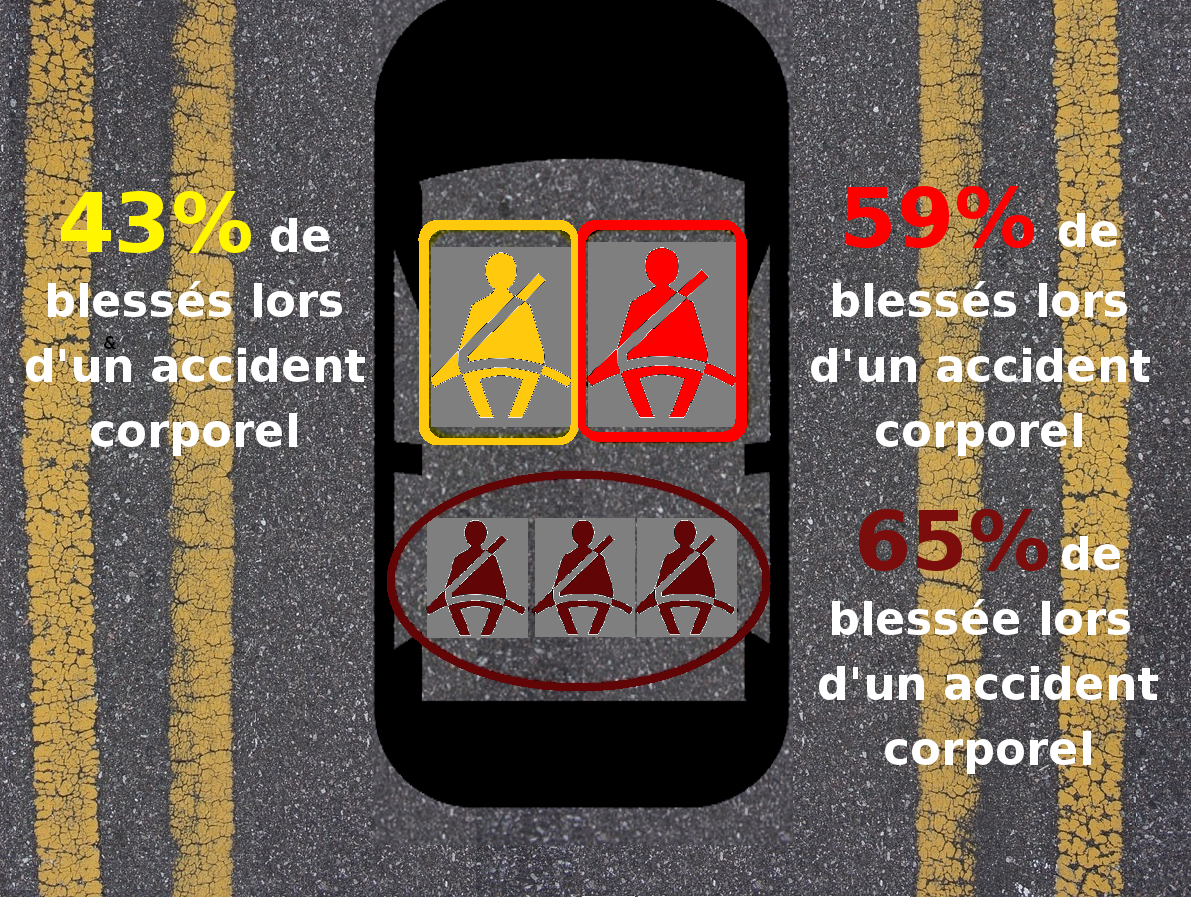 43% de
blessés lors
d'un accident
corporel
&
59% de
blessés lors
d'un accident
corporel
65% de
blessée lors
d'un accident
corporel